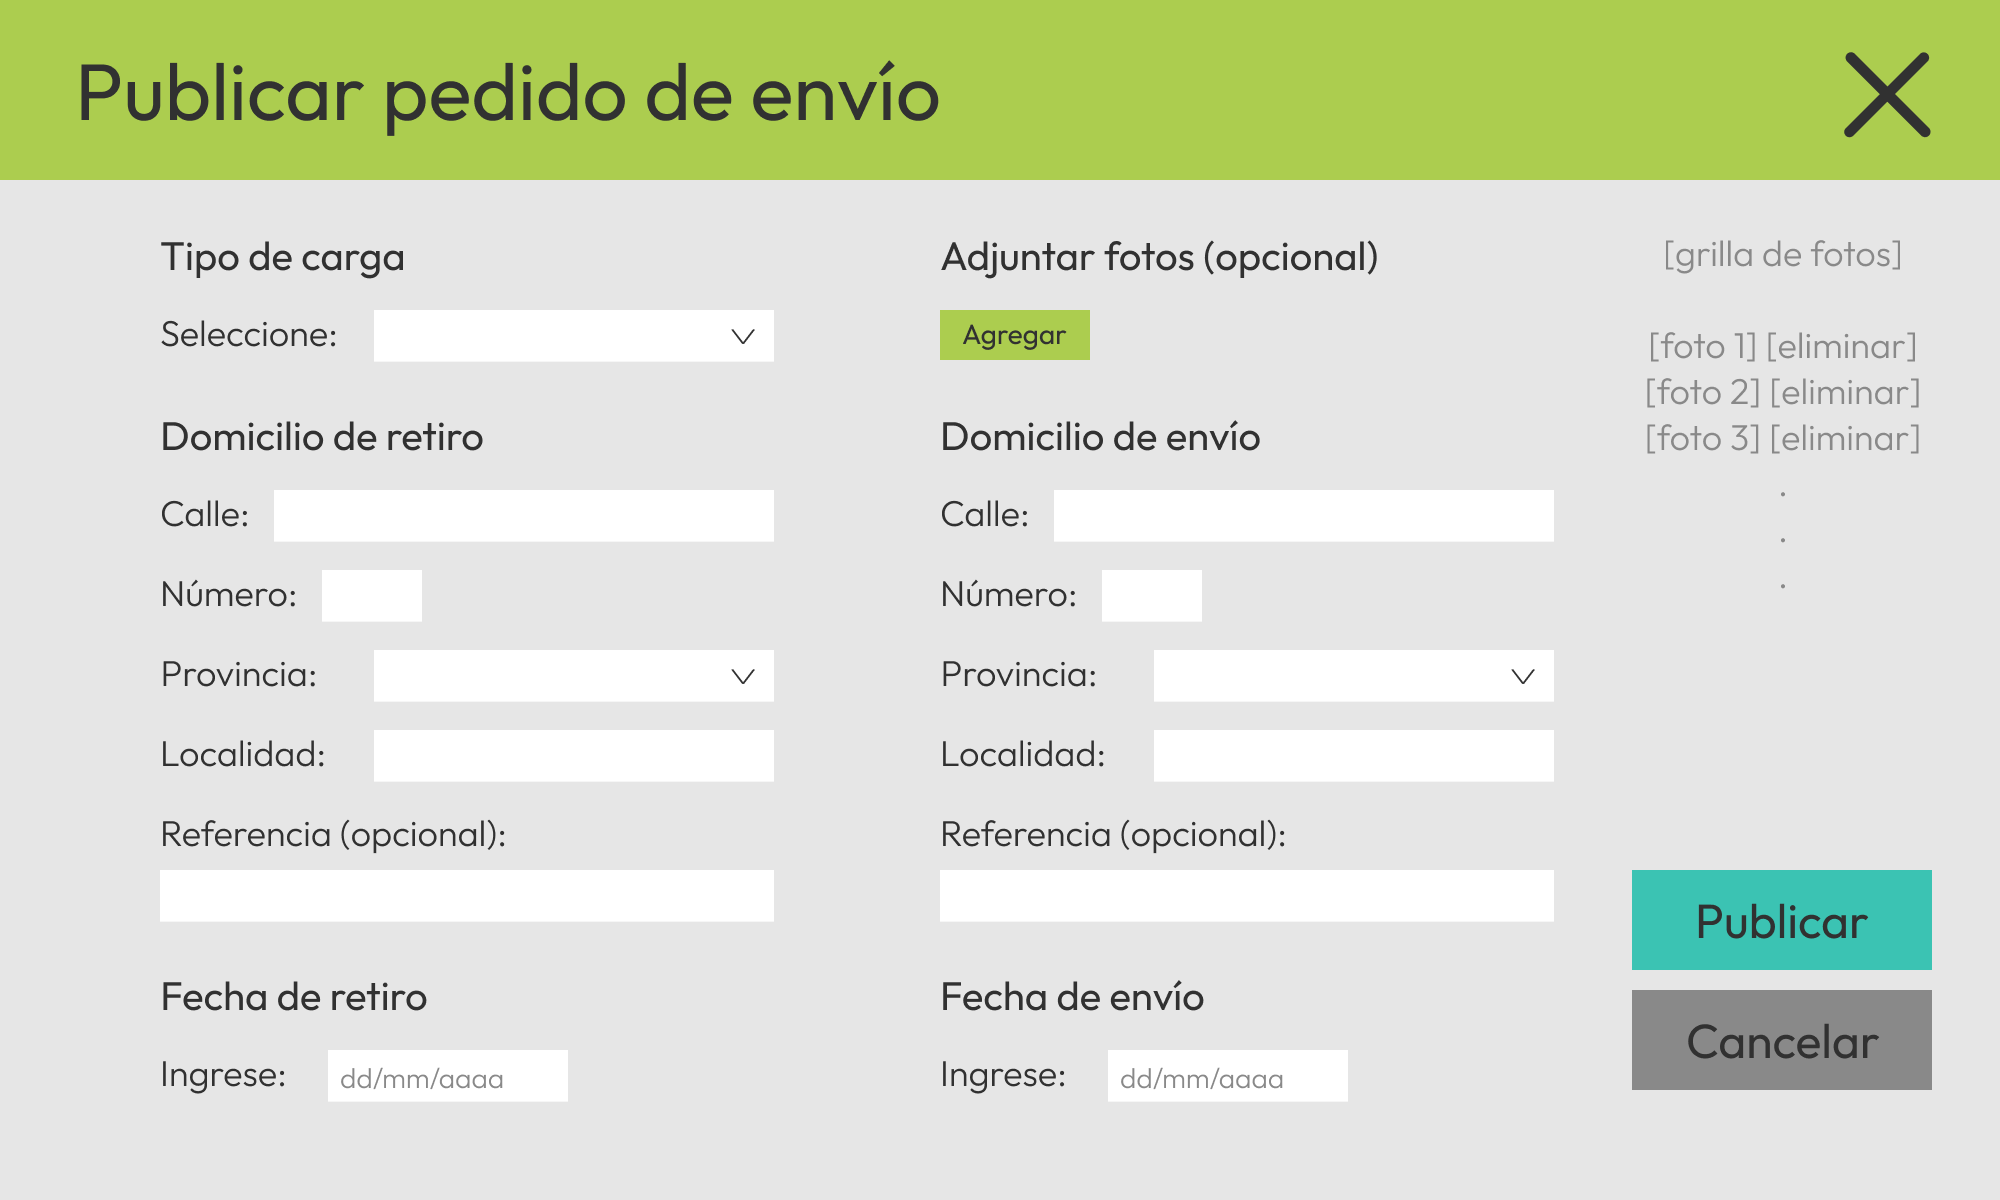 Publicar pedido de envío
Tipo de carga
Seleccione:
Adjuntar fotos (opcional)
Agregar
[grilla de fotos]
[foto 1] [eliminar]
[foto 2] [eliminar]
[foto 3] [eliminar]
.
.
.
Domicilio de retiro
Calle:
Número:
Provincia:
Localidad:
Referencia (opcional):
Domicilio de envío
Calle:
Número:
Provincia:
Localidad:
Referencia (opcional):
Fecha de retiro
Ingrese: dd/mm/aaaa
Fecha de envío
Ingrese: dd/mm/aaaa
Publicar
Cancelar